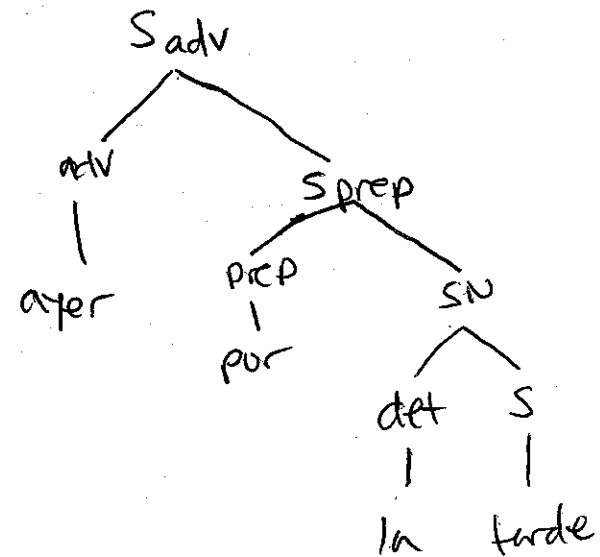 Sadv
adv
Sprep
ayer
prep
SN
por
det S
la tarde